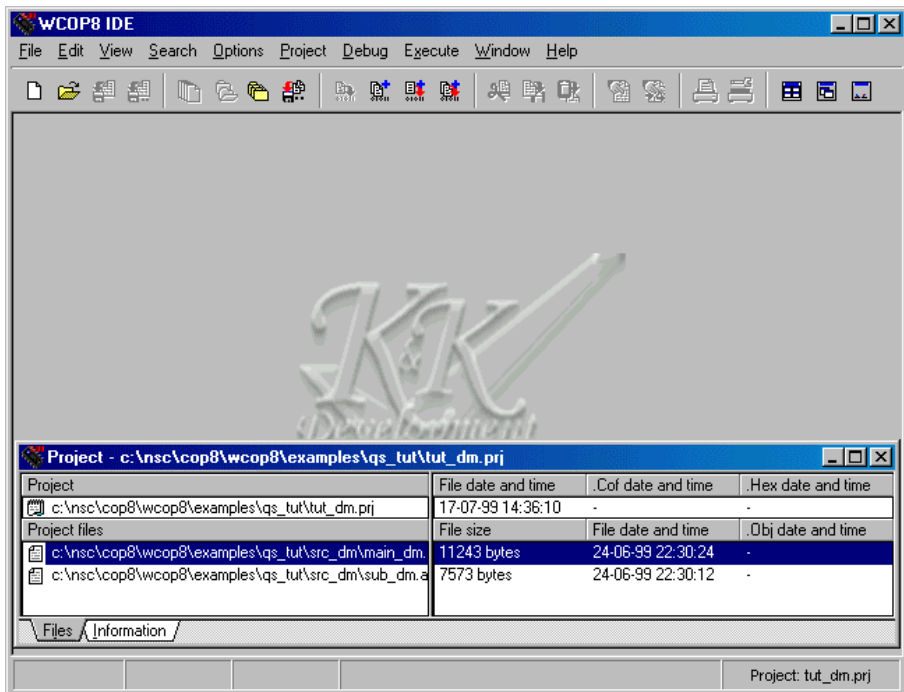 WCOP8 IDE
File Edit View Search Options Project Debug Execute Window Help
K&K
Development
Project - c:\nsc\cop8\wcop8\examples\qs_tut\tut_dm.prj
Project File date and time .Cof date and time .Hex date and time
c:\nsc\cop8\wcop8\examples\qs_tut\tut_dm.prj 17-07-99 14:36:10 - -
Project files File size File date and time .Obj date and time
c:\nsc\cop8\wcop8\examples\qs_tut\src_dm\main_dm. 11243 bytes 24-06-99 22:30:24 -
c:\nsc\cop8\wcop8\examples\qs_tut\src_dm\sub_dm.a 7573 bytes 24-06-99 22:30:12 -
Files Information
Project: tut_dm.prj